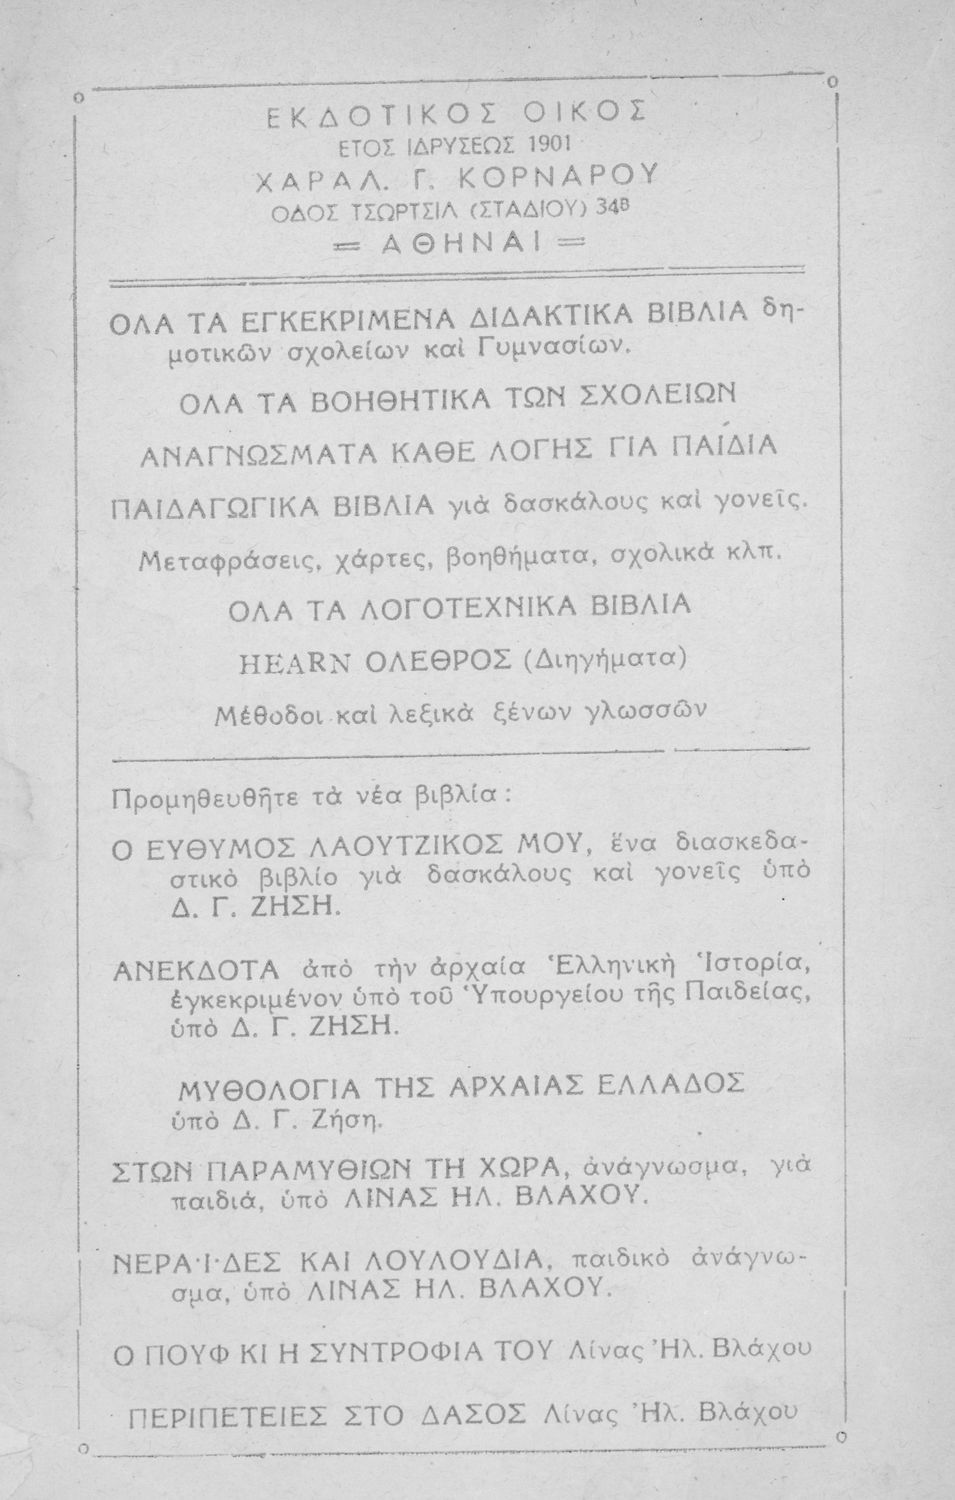 ΕΚΔΟΤΙΚΟΣ ΟΙΚΟΣ
ΕΤΟΣ ΙΔΡΥΣΕΩΣ 1901
ΧΑΡΑΛ. Γ. ΚΟΡΝΑΡΟΥ
ΟΔΟΣ ΤΣΩΡΤΣΙΛ (ΣΤΑΔΙΟΥ) 34Β
= ΑΘΗΝΑΙ =
ΟΛΑ ΤΑ ΕΓΚΕΚΡΙΜΕΝΑ ΔΙΔΑΚΤΙΚΑ ΒΙΒΛΙΑ δη-
μοτικῶν σχολείων καὶ Γυμνασίων.
ΟΛΑ ΤΑ ΒΟΗΘΗΤΙΚΑ ΤΩΝ ΣΧΟΛΕΙΩΝ
ΑΝΑΓΝΩΣΜΑΤΑ ΚΑΘΕ ΛΟΓΗΣ ΓΙΑ ΠΑΙΔΙΑ
ΠΑΙΔΑΓΩΓΙΚΑ ΒΙΒΛΙΑ γιὰ δασκάλους καὶ γονεῖς.
Μεταφράσεις, χάρτες, βοηθήματα, σχολικὰ κλπ.
ΟΛΑ ΤΑ ΛΟΓΟΤΕΧΝΙΚΑ ΒΙΒΛΙΑ
HEARN ΟΛΕΘΡΟΣ (Διηγήματα)
Μέθοδοι καὶ λεξικὰ ξένων γλωσσῶν
Προμηθευθῆτε τὰ νέα βιβλία :
Ο ΕΥΘΥΜΟΣ ΛΑΟΥΤΖΙΚΟΣ ΜΟΥ, ἕνα διασκεδα-
στικὸ βιβλίο γιὰ δασκάλους καὶ γονεῖς ὑπὸ
Δ. Γ. ΖΗΣΗ.
ΑΝΕΚΔΟΤΑ ἀπὸ τὴν ἀρχαία Ἑλληνικὴ Ἱστορία,
ἐγκεκριμένον ὑπὸ τοῦ Ὑπουργείου τῆς Παιδείας,
ὑπὸ Δ. Γ. ΖΗΣΗ.
ΜΥΘΟΛΟΓΙΑ ΤΗΣ ΑΡΧΑΙΑΣ ΕΛΛΑΔΟΣ
ὑπὸ Δ. Γ. Ζήση.
ΣΤΩΝ ΠΑΡΑΜΥΘΙΩΝ ΤΗ ΧΩΡΑ, ἀνάγνωσμα, γιὰ
παιδιά, ὑπὸ ΛΙΝΑΣ ΗΛ. ΒΛΑΧΟΥ.
ΝΕΡΑ·Ι·ΔΕΣ ΚΑΙ ΛΟΥΛΟΥΔΙΑ, παιδικὸ ἀνάγνω-
σμα, ὑπὸ ΛΙΝΑΣ ΗΛ. ΒΛΑΧΟΥ.
Ο ΠΟΥΦ ΚΙ Η ΣΥΝΤΡΟΦΙΑ ΤΟΥ Λίνας Ἠλ. Βλάχου
ΠΕΡΙΠΕΤΕΙΕΣ ΣΤΟ ΔΑΣΟΣ Λίνας Ἠλ. Βλάχου